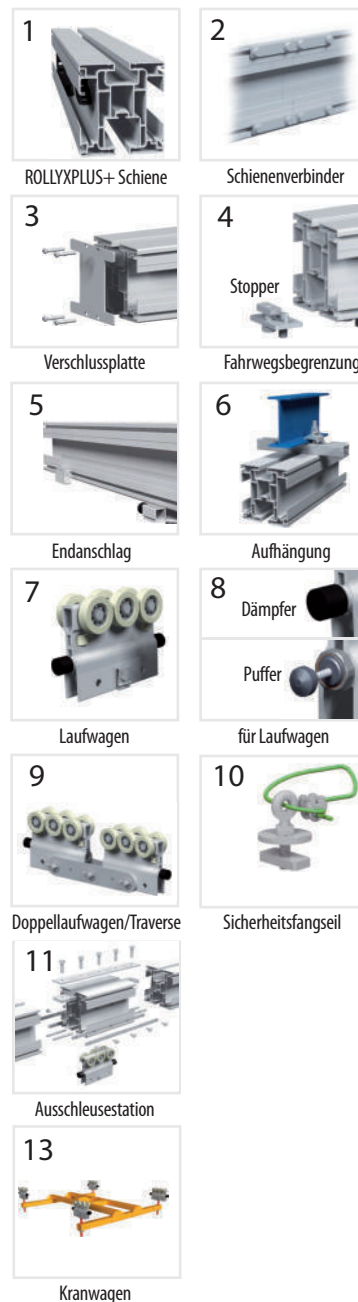 1
ROLLYXPLUS+ Schiene
2
Schienenverbinder
3
Verschlussplatte
4
Stopper
Fahrwegsbegrenzung
5
Endanschlag
6
Aufhängung
7
Laufwagen
8
Dämpfer
Puffer
für Laufwagen
9
Doppellaufwagen/Traverse
10
Sicherheitsfangseil
11
Ausschleusestation
13
Kranwagen